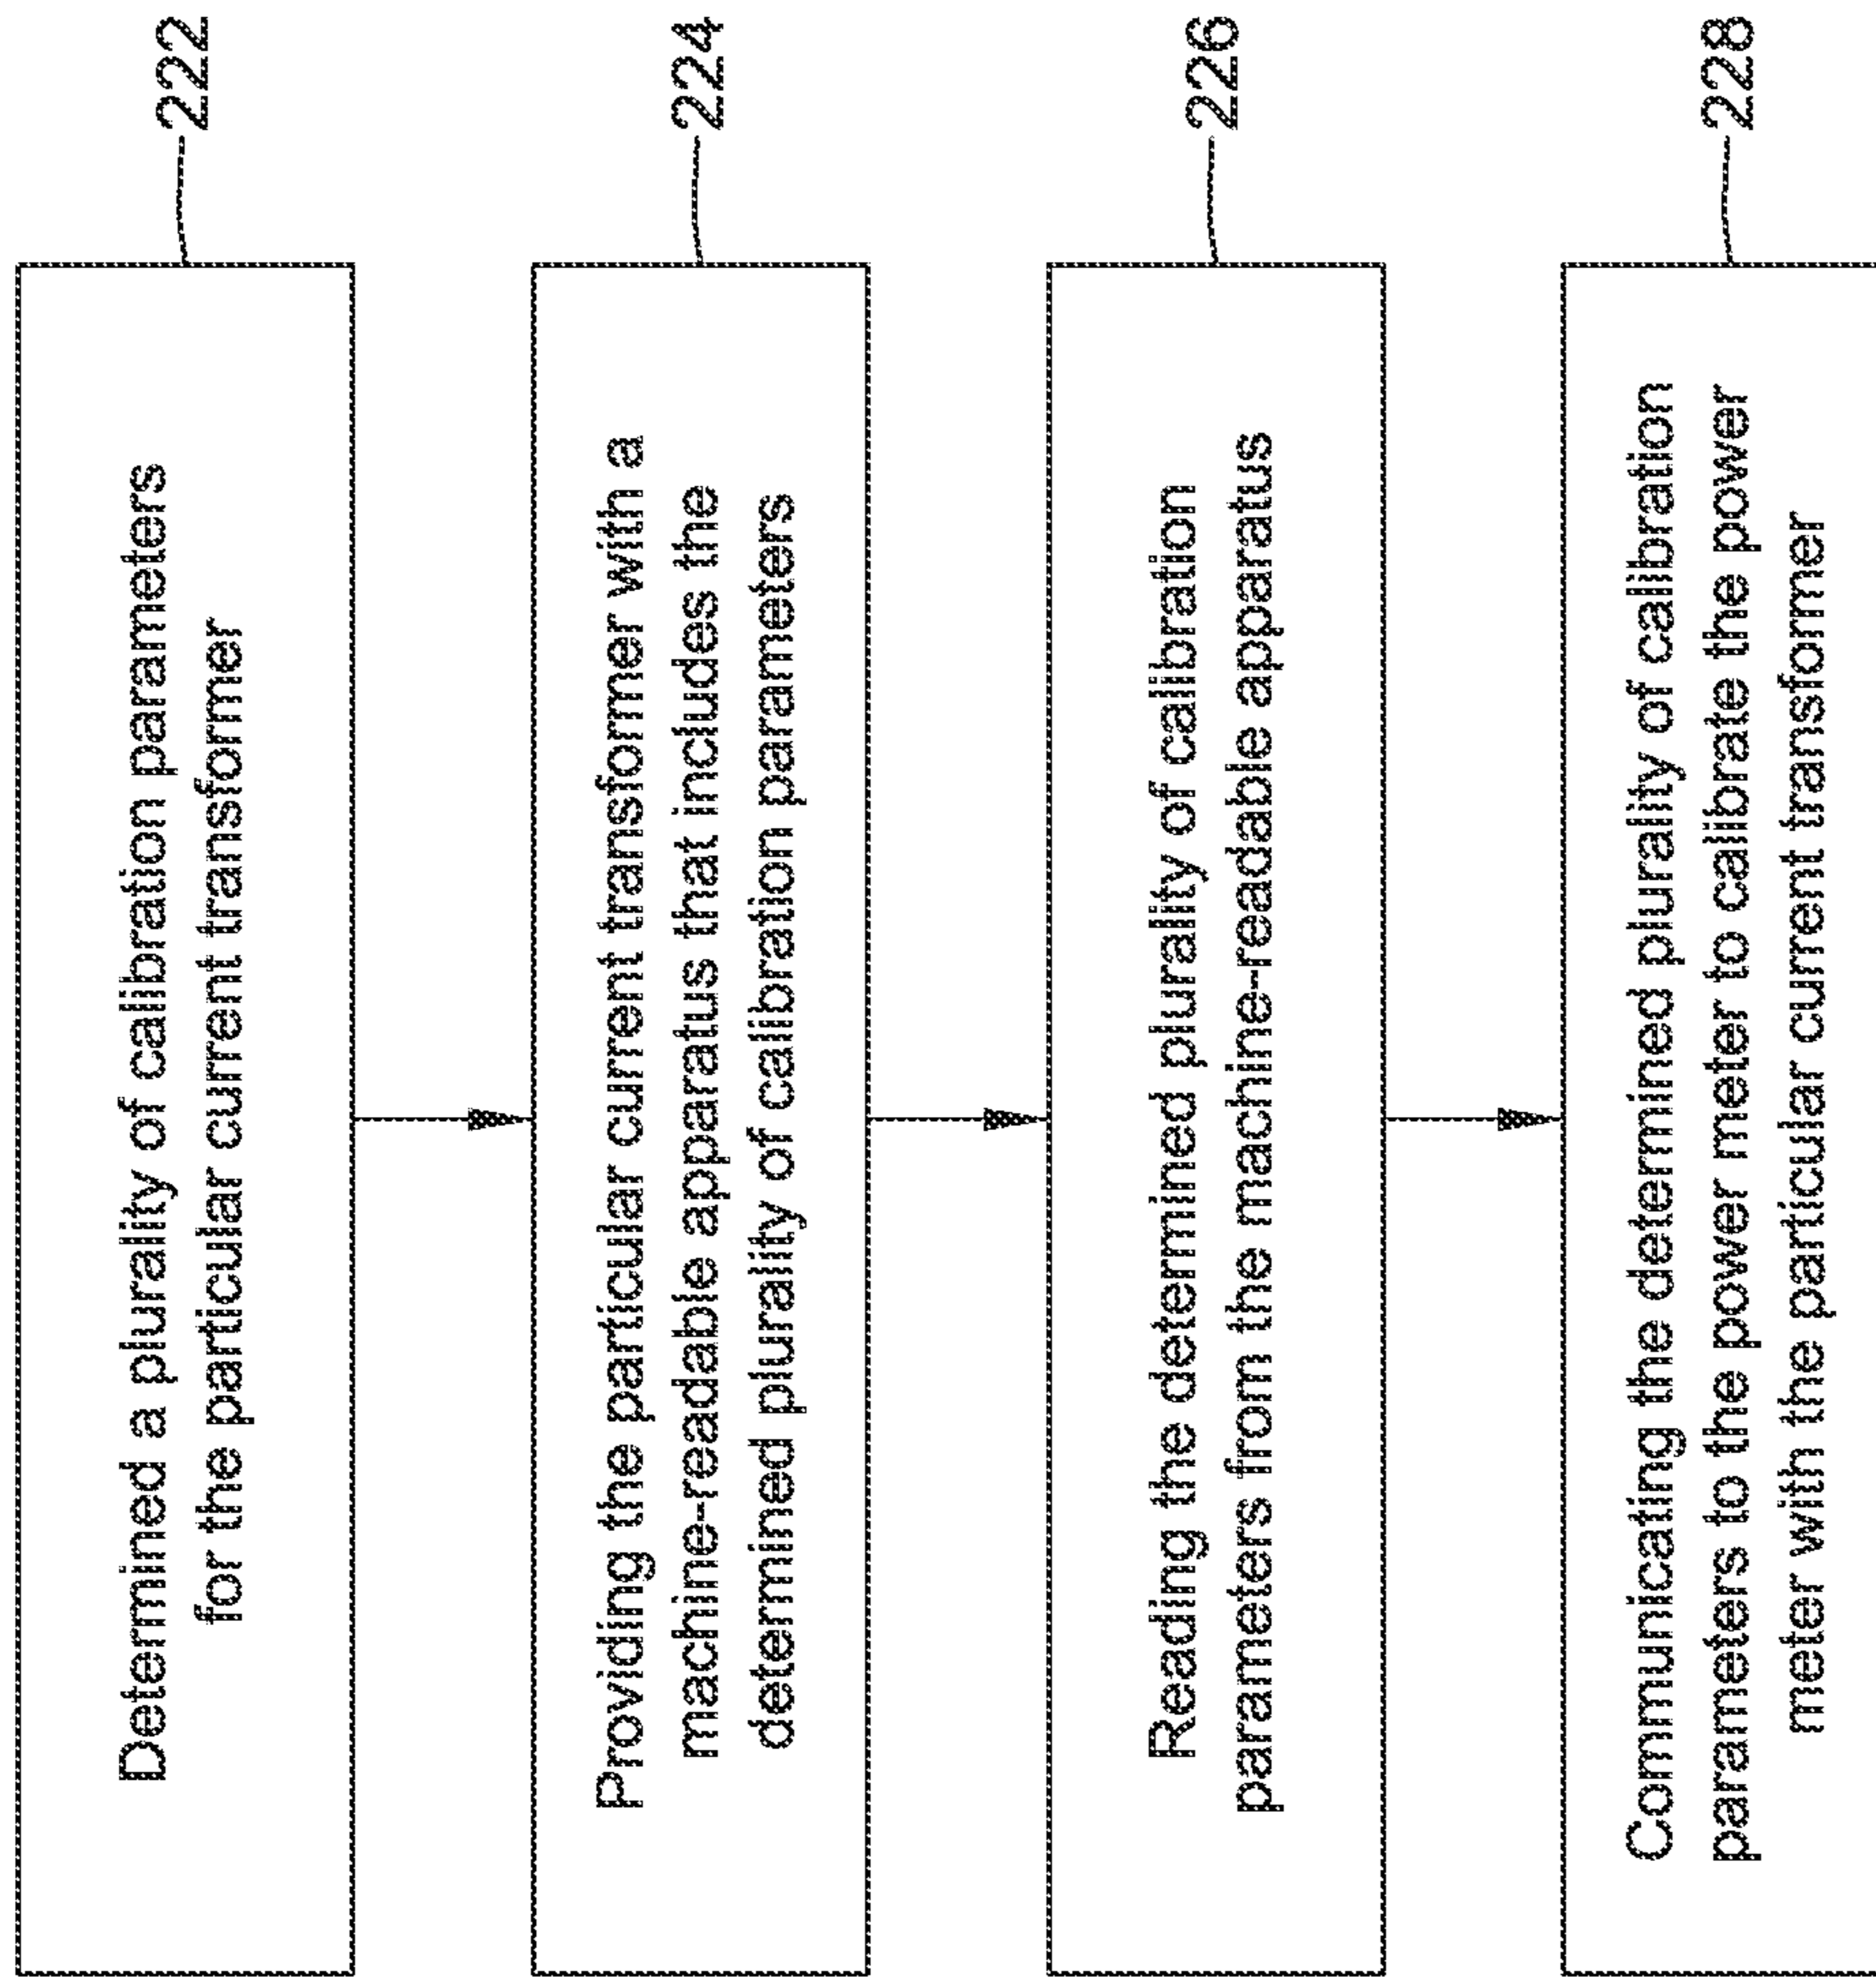 Determined a plurality of calibration parameters
for the particular current transformer
222
Providing the particular current transformer with a
machine-readable apparatus that includes the
determined plurality of calibration parameters
224
Reading the determined plurality of calibration
parameters from the machine-readable apparatus
226
Communicating the determined plurality of calibration
parameters to the power meter to calibrate the power
meter with the particular current transformer
228